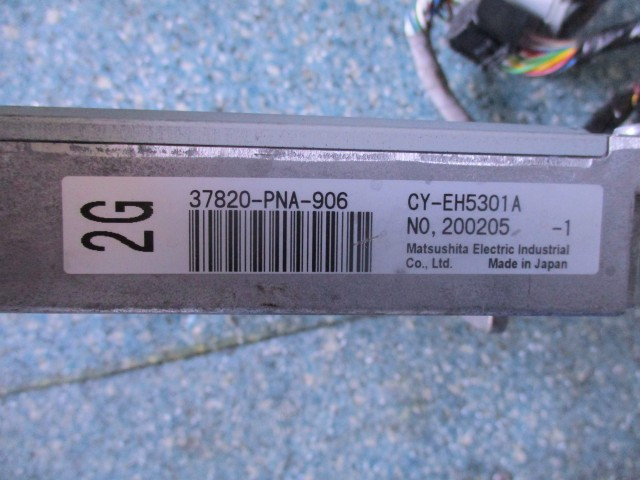 2G
37820-PNA-906
CY-EH5301A
NO, 200205 -1
Matsushita Electric Industrial
Co., Ltd. Made in Japan